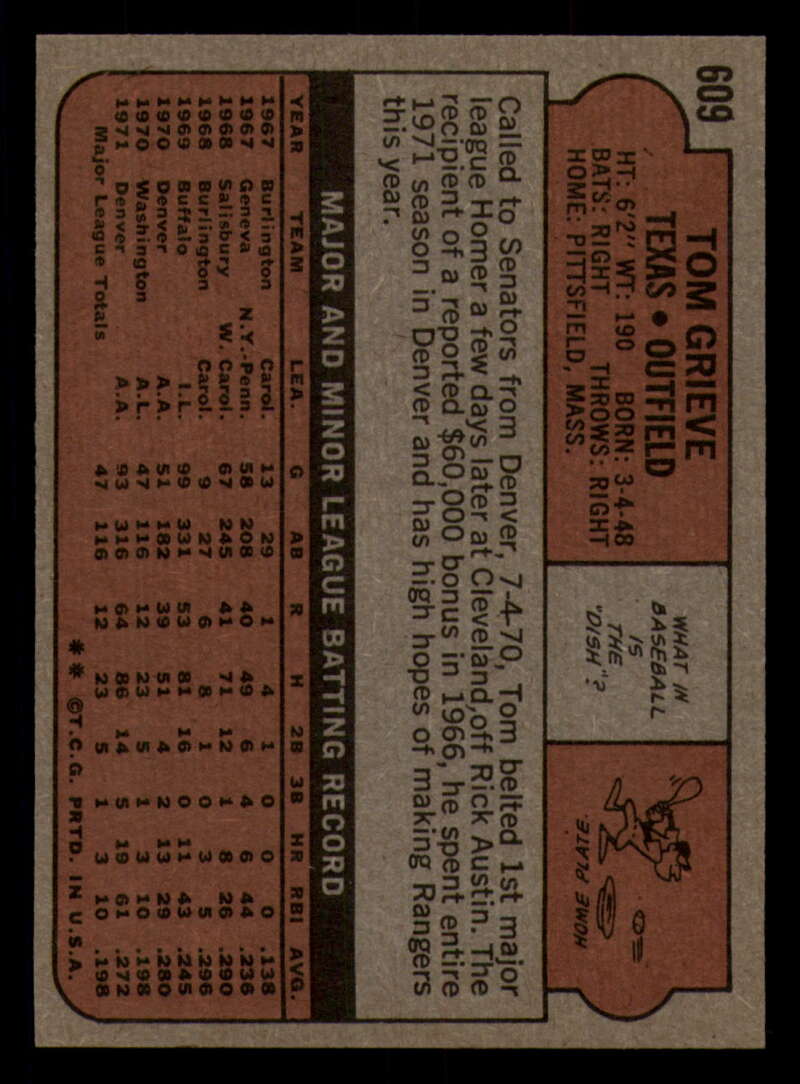 609
TOM GRIEVE
TEXAS • OUTFIELD
HT: 6'2" WT: 190 BORN: 3-4-48
BATS: RIGHT THROWS: RIGHT
HOME: PITTSFIELD, MASS.
WHAT IN
BASEBALL
IS
THE
"DISH"?
HOME PLATE.
Called to Senators from Denver, 7-4-70, Tom belted 1st major
league Homer a few days later at Cleveland, off Rick Austin. The
recipient of a reported $60,000 bonus in 1966, he spent entire
1971 season in Denver and has high hopes of making Rangers
this year.
MAJOR AND MINOR LEAGUE BATTING RECORD
YEAR TEAM LEA. G AB R H 2B 3B HR RBI AVG.
1967 Burlington Carol. 13 29 1 4 1 0 0 0 .138
1967 Geneva N.Y.-Penn. 58 208 40 49 6 4 6 44 .236
1968 Salisbury W. Carol. 67 245 41 71 12 1 8 26 .290
1968 Burlington Carol. 9 27 6 8 1 0 3 5 .296
1969 Buffalo I.L. 99 331 53 81 16 0 11 43 .245
1970 Denver A.A. 51 182 39 51 4 2 13 29 .280
1970 Washington A.L. 47 116 12 23 5 1 3 10 .198
1971 Denver A.A. 93 316 64 86 14 5 19 61 .272
Major League Totals 47 116 12 23 5 1 3 10 .198
** ©T.C.G. PRTD. IN U.S.A.